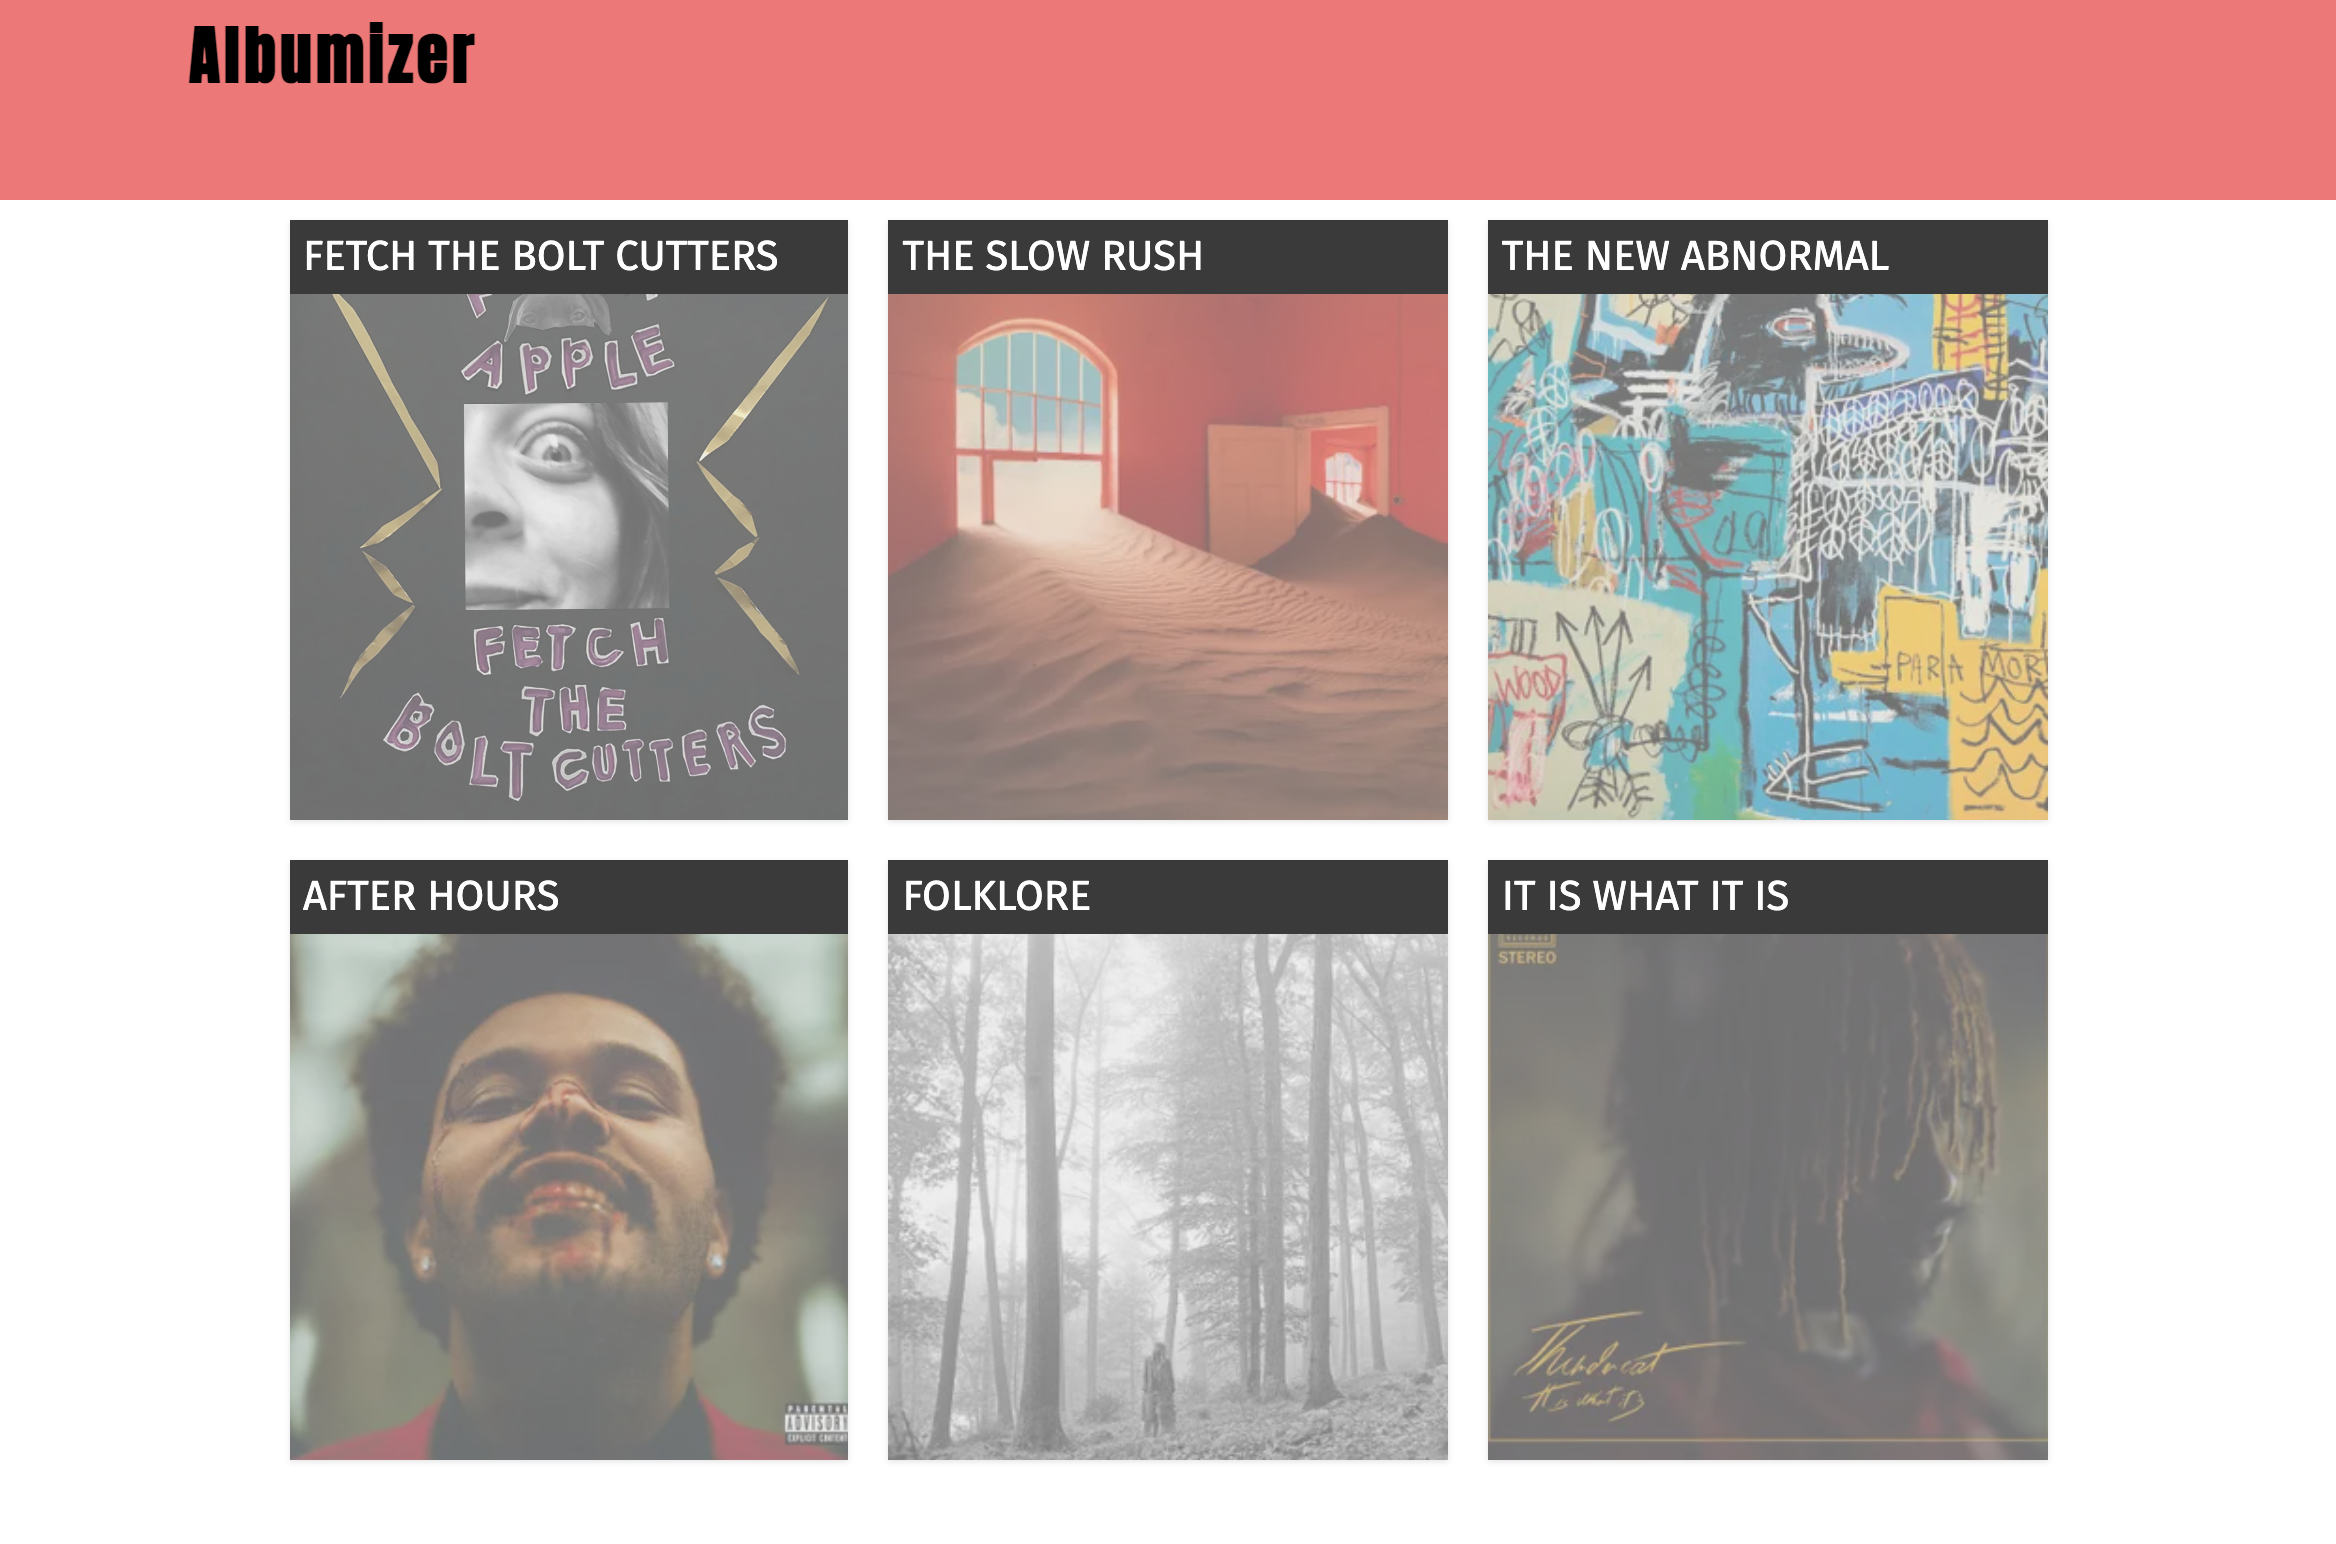 Albumizer
FETCH THE BOLT CUTTERS
THE SLOW RUSH
THE NEW ABNORMAL
APPLE
FETCH
THE
BOLT CUTTERS
WOOD
PARA MOR
AFTER HOURS
FOLKLORE
IT IS WHAT IT IS
STEREO
PARENTAL
ADVISORY
EXPLICIT CONTENT
Thundercat
It is what it is